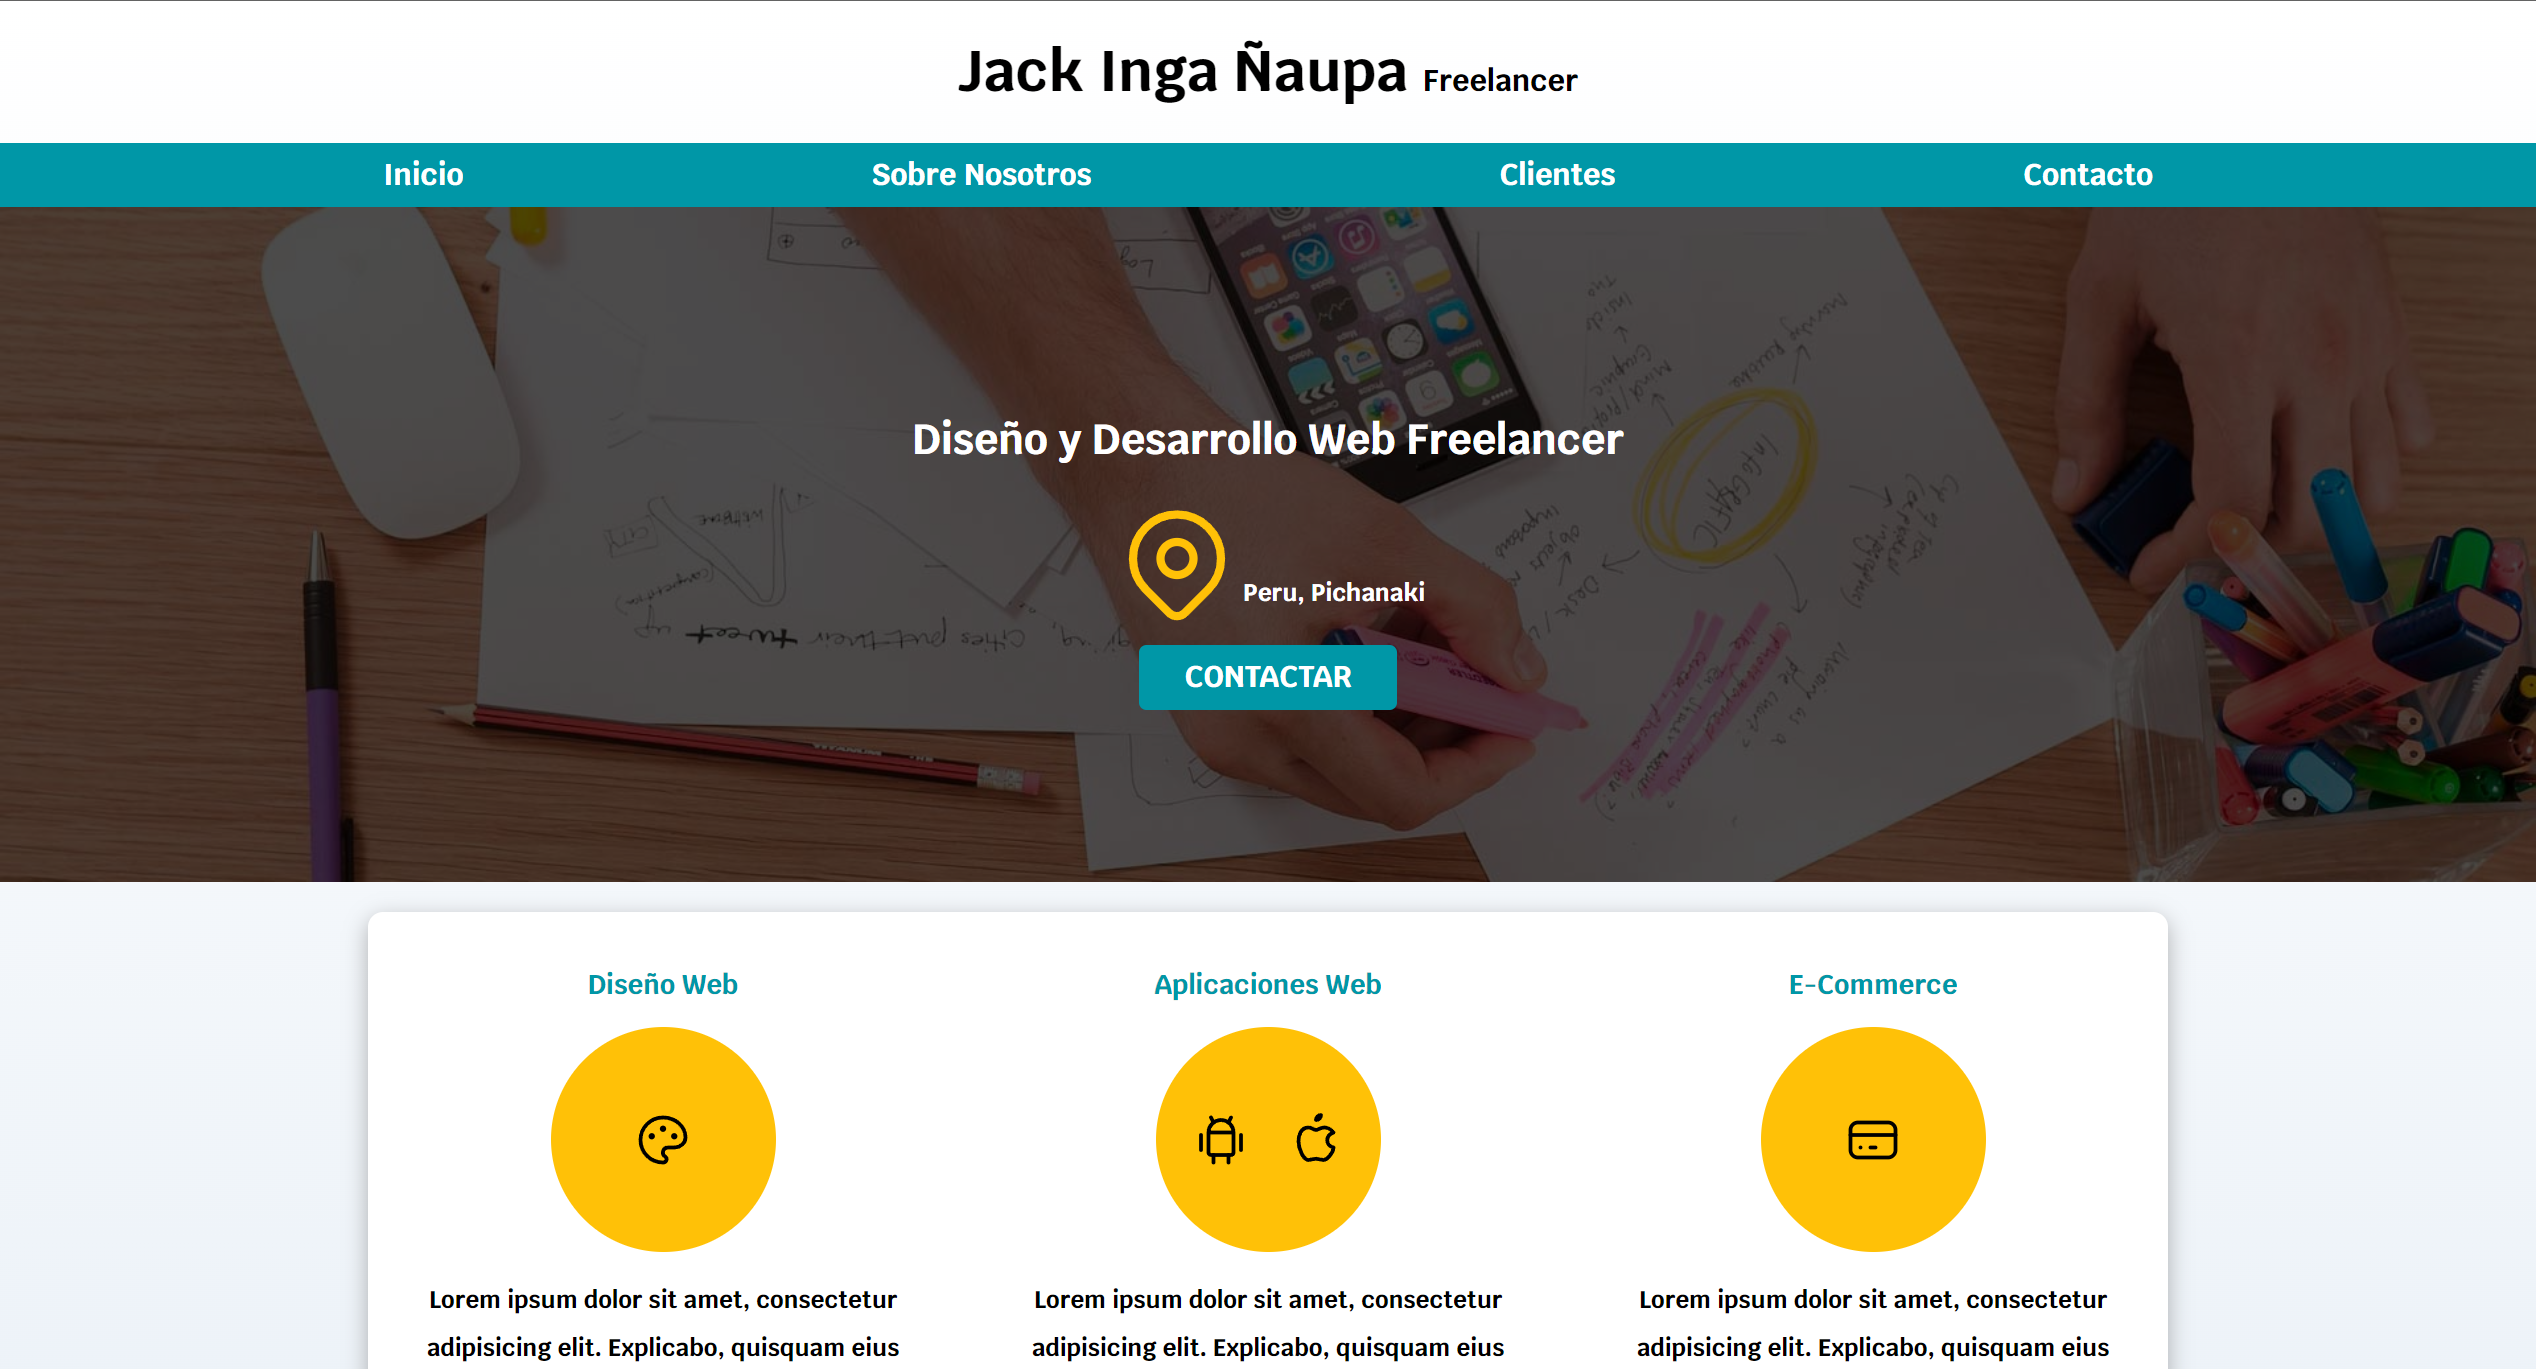 Jack Inga Ñaupa Freelancer
Inicio
Sobre Nosotros
Clientes
Contacto
Diseño y Desarrollo Web Freelancer
Peru, Pichanaki
CONTACTAR
Diseño Web
Aplicaciones Web
E-Commerce
Lorem ipsum dolor sit amet, consectetur
adipisicing elit. Explicabo, quisquam eius
Lorem ipsum dolor sit amet, consectetur
adipisicing elit. Explicabo, quisquam eius
Lorem ipsum dolor sit amet, consectetur
adipisicing elit. Explicabo, quisquam eius